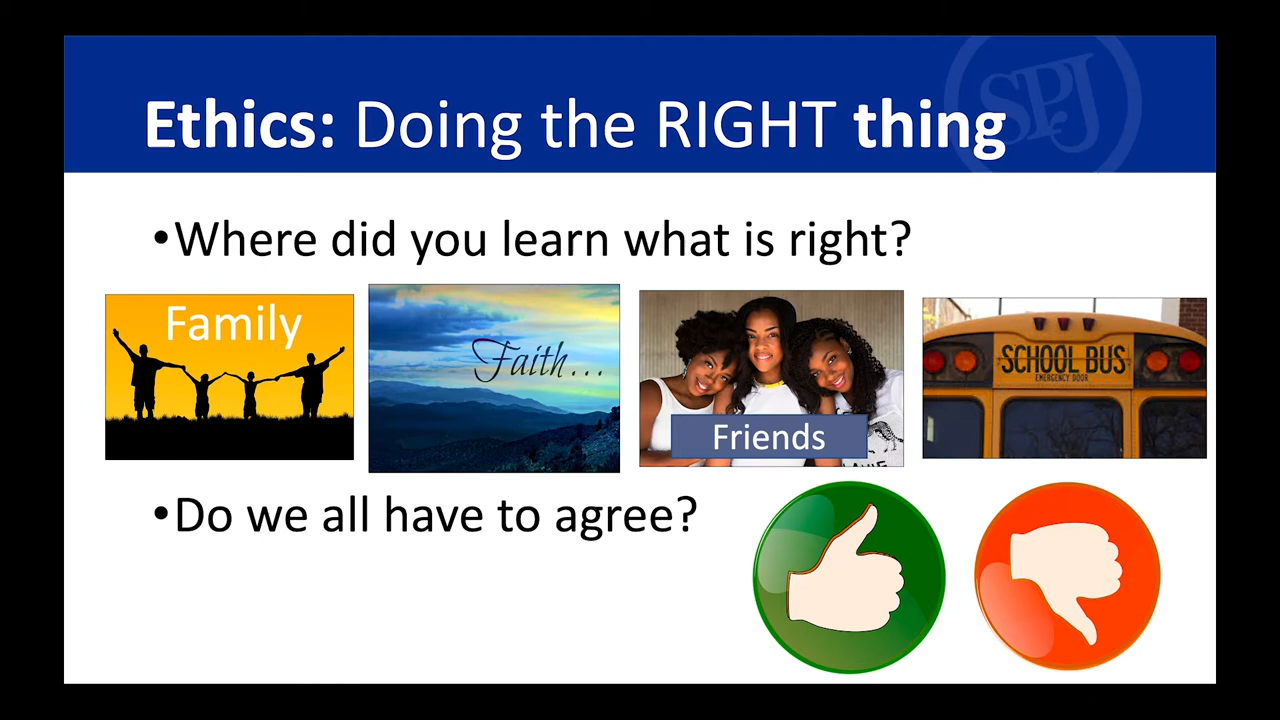 SPJ
Ethics: Doing the RIGHT thing
•Where did you learn what is right?
Family
Faith...
Friends
SCHOOL BUS
EMERGENCY DOOR
•Do we all have to agree?